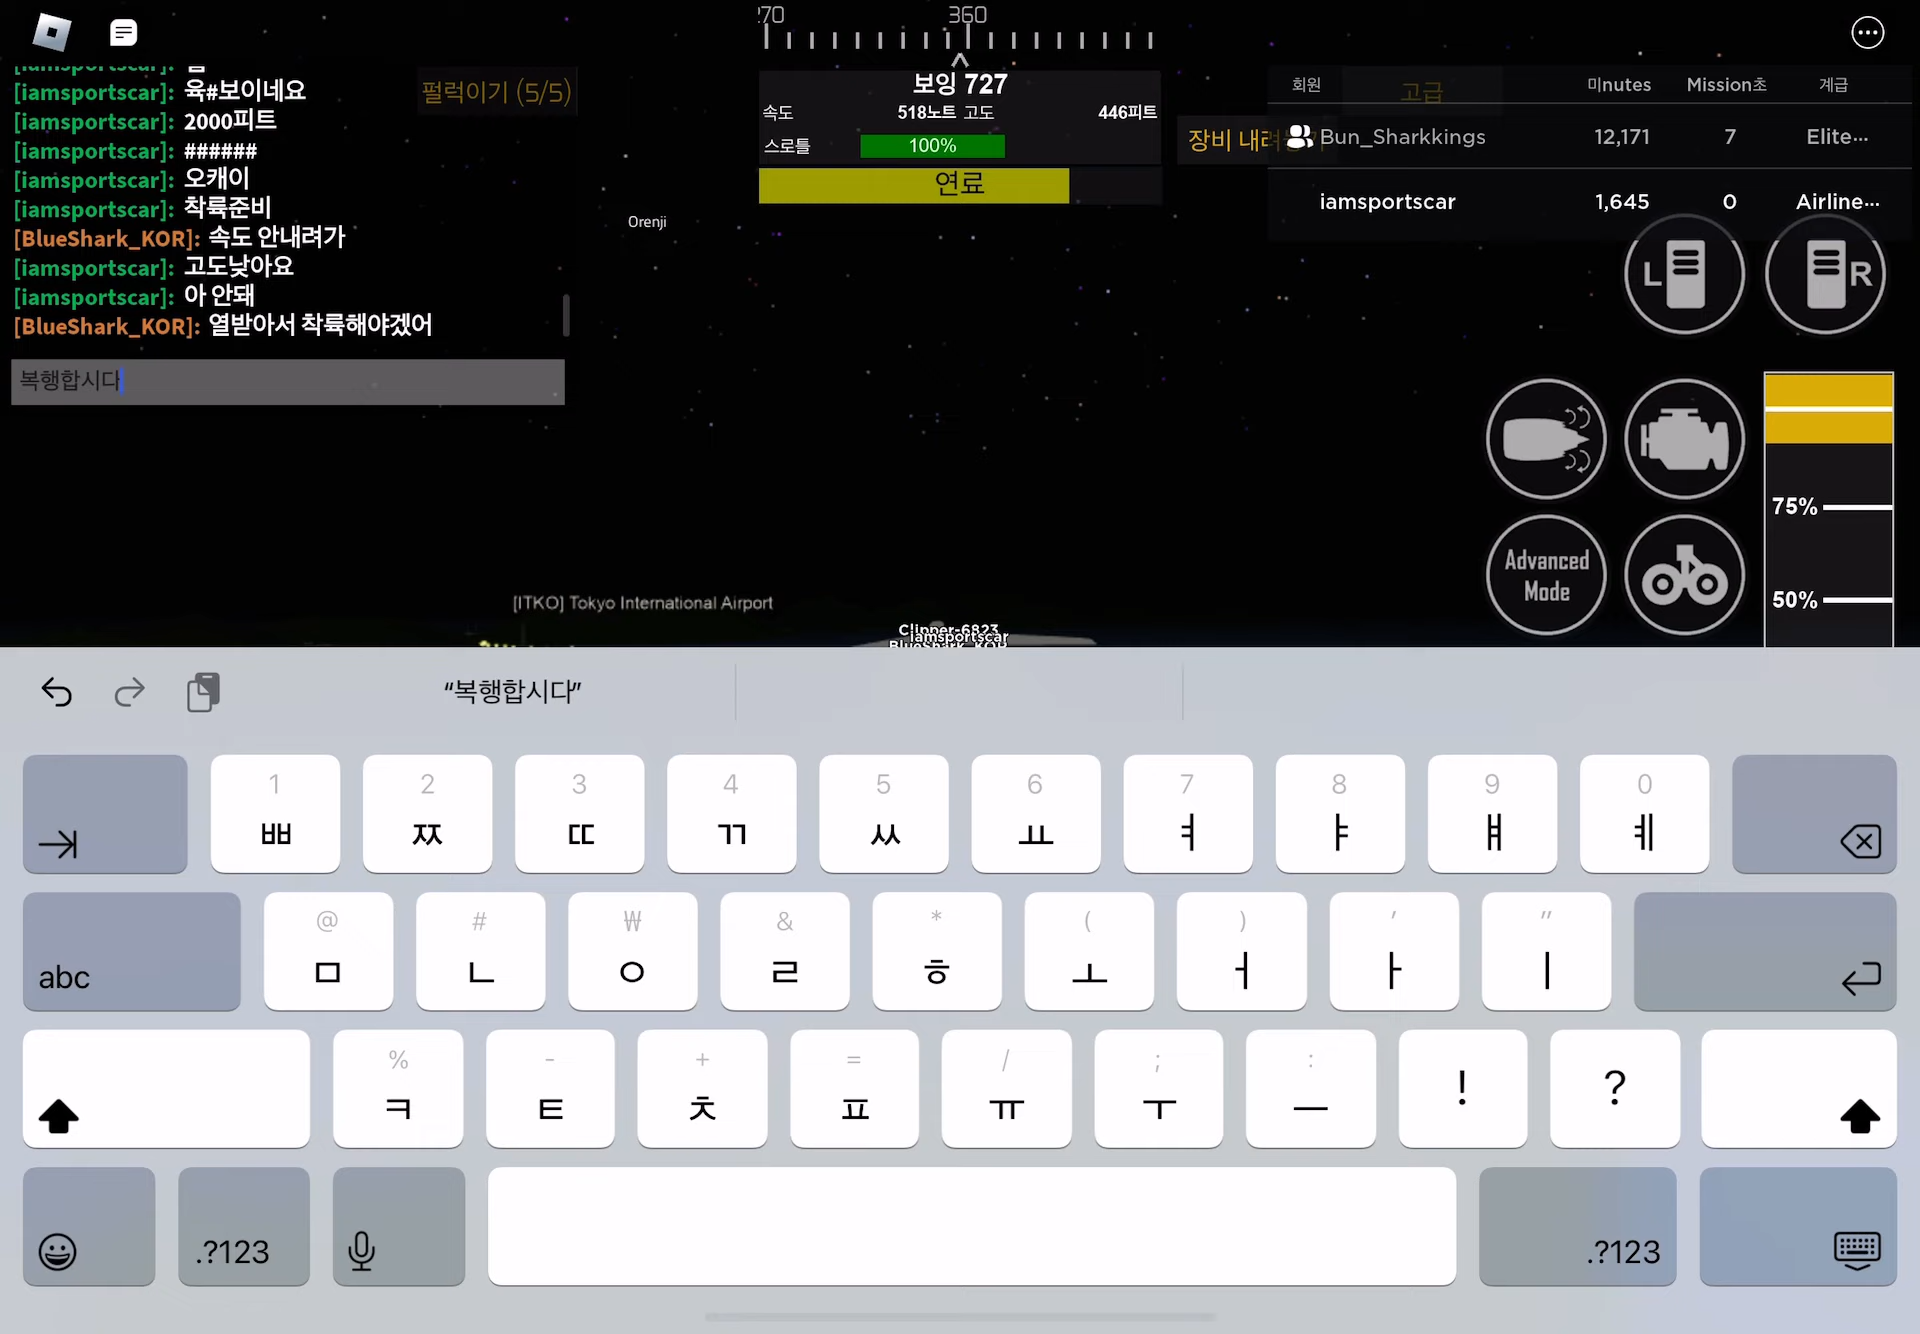 [iamsportscar]:
[iamsportscar]: 육#보이네요
[iamsportscar]: 2000피트
[iamsportscar]: ######
[iamsportscar]: 오캐이
[iamsportscar]: 착륙준비
[BlueShark_KOR]: 속도 안내려가
[iamsportscar]: 고도낮아요
[iamsportscar]: 아 안돼
[BlueShark_KOR]: 열받아서 착륙해야겠어
복행합시다
펄럭이기 (5/5)
270 360
보잉 727
속도 518노트 고도 446피트
스로틀 100%
연료
장비 내려
고급
회원 미nutes Mission초 계급
Bun_Sharkkings 12,171 7 Elite…
iamsportscar 1,645 0 Airline…
Orenji
L R
Advanced
Mode
75%
50%
[ITKO] Tokyo International Airport
Clipper-6823
iamsportscar
BlueShark_KOR
“복행합시다”
1 2 3 4 5 6 7 8 9 0
ㅃ ㅉ ㄸ ㄲ ㅆ ㅛ ㅕ ㅑ ㅒ ㅖ
@ # ₩ & * ( ) ' "
abc ㅁ ㄴ ㅇ ㄹ ㅎ ㅗ ㅓ ㅏ ㅣ
% - + = / ; :
ㅋ ㅌ ㅊ ㅍ ㅠ ㅜ ㅡ ! ?
.?123 .?123